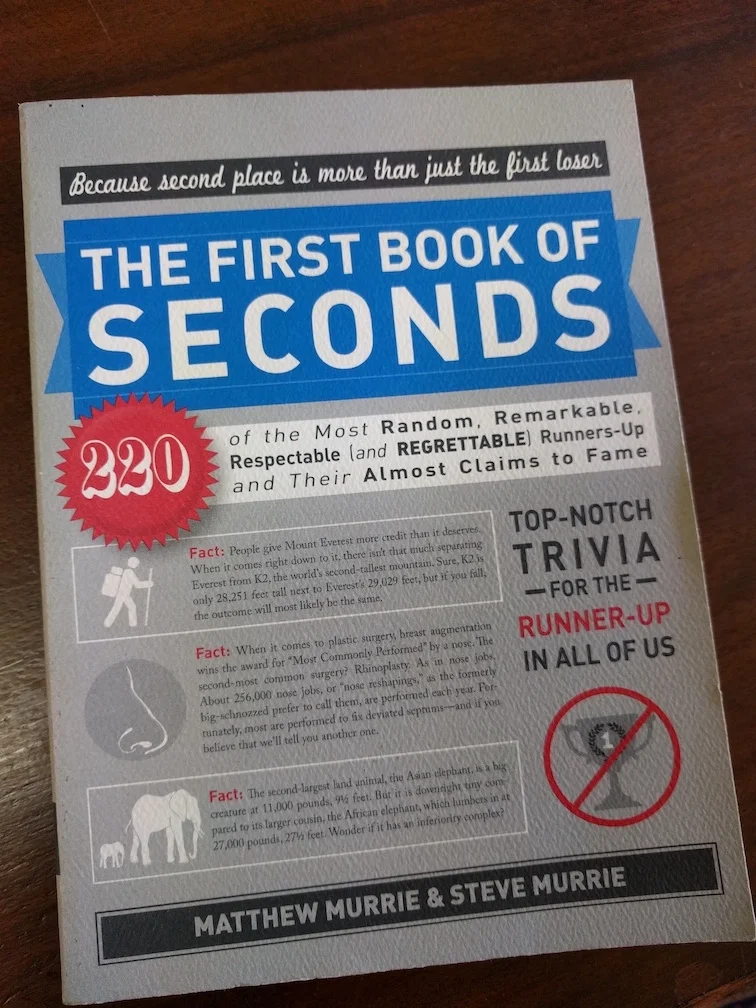 Because second place is more than just the first loser
THE FIRST BOOK OF
SECONDS
220
of the Most Random, Remarkable,
Respectable (and REGRETTABLE) Runners-Up
and Their Almost Claims to Fame
Fact: People give Mount Everest more credit than it deserves.
When it comes right down to it, there isn't that much separating
Everest from K2, the world's second-tallest mountain. Sure, K2 is
only 28,251 feet tall next to Everest's 29,029 feet, but if you fall,
the outcome will most likely be the same.
TOP-NOTCH
TRIVIA
—FOR THE—
RUNNER-UP
IN ALL OF US
Fact: When it comes to plastic surgery, breast augmentation
wins the award for "Most Commonly Performed" by a nose. The
second-most common surgery? Rhinoplasty. As in nose jobs.
About 256,000 nose jobs, or "nose reshapings," as the formerly
big-schnozzed prefer to call them, are performed each year. For-
tunately, most are performed to fix deviated septums—and if you
believe that we'll tell you another one.
1
Fact: The second-largest land animal, the Asian elephant, is a big
creature at 11,000 pounds, 9½ feet. But it is downright tiny com-
pared to its larger cousin, the African elephant, which lumbers in at
27,000 pounds, 27½ feet. Wonder if it has an inferiority complex?
MATTHEW MURRIE & STEVE MURRIE